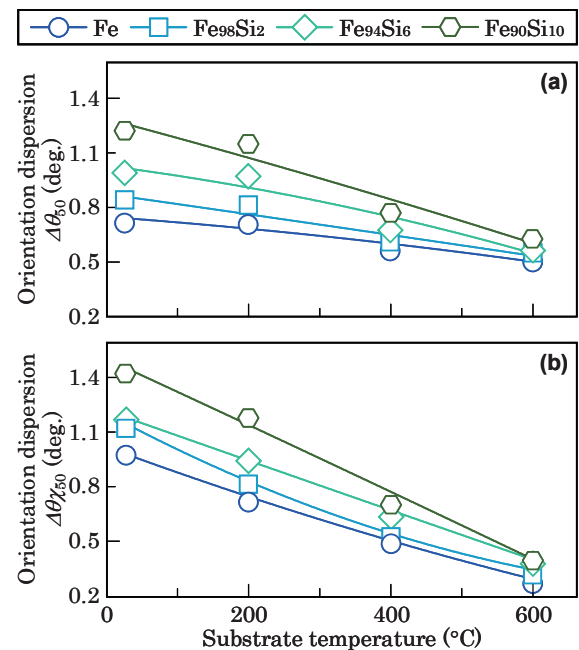 Fe Fe98Si2 Fe94Si6 Fe90Si10
(a)
Orientation dispersion
Δθ50 (deg.)
1.4
1.1
0.8
0.5
0.2
(b)
Orientation dispersion
Δθχ50 (deg.)
1.4
1.1
0.8
0.5
0.2
0 200 400 600
Substrate temperature (°C)